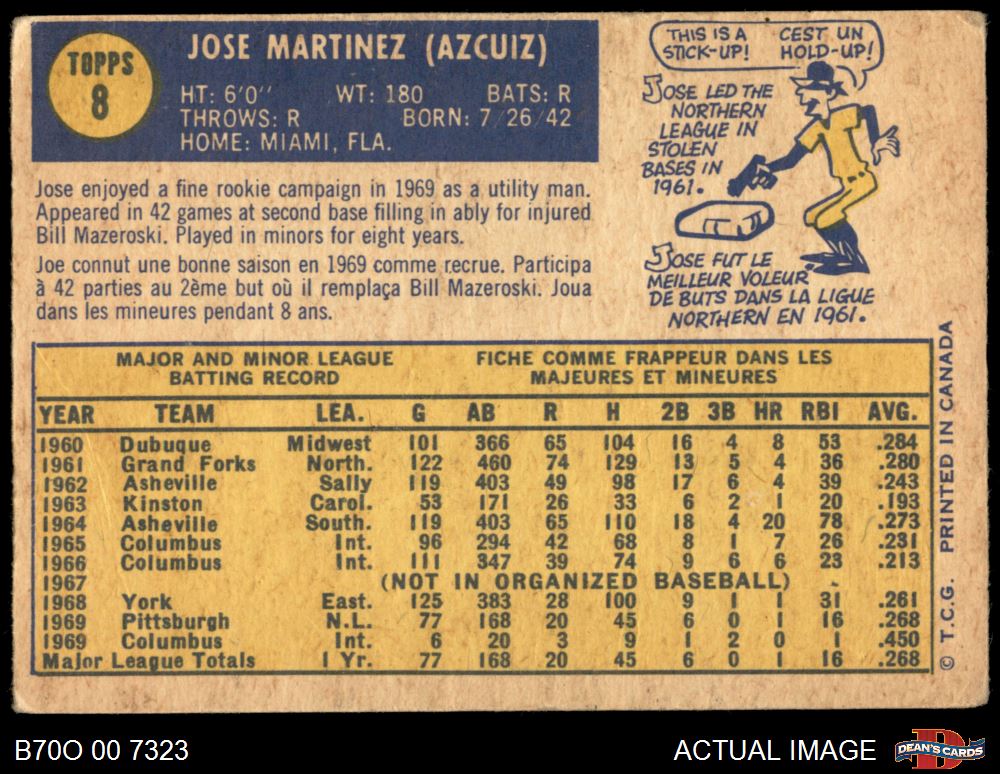 TOPPS
8
JOSE MARTINEZ (AZCUIZ)
HT: 6'0" WT: 180 BATS: R
THROWS: R BORN: 7/26/42
HOME: MIAMI, FLA.
THIS IS A STICK-UP!
CEST UN HOLD-UP!
JOSE LED THE
NORTHERN
LEAGUE IN
STOLEN
BASES IN
1961.
JOSE FUT LE
MEILLEUR VOLEUR
DE BUTS DANS LA LIGUE
NORTHERN EN 1961.
Jose enjoyed a fine rookie campaign in 1969 as a utility man.
Appeared in 42 games at second base filling in ably for injured
Bill Mazeroski. Played in minors for eight years.
Joe connut une bonne saison en 1969 comme recrue. Participa
à 42 parties au 2ème but où il remplaça Bill Mazeroski. Joua
dans les mineures pendant 8 ans.
MAJOR AND MINOR LEAGUE
BATTING RECORD
FICHE COMME FRAPPEUR DANS LES
MAJEURES ET MINEURES
YEAR TEAM LEA. G AB R H 2B 3B HR RBI AVG.
1960 Dubuque Midwest 101 366 65 104 16 4 8 53 .284
1961 Grand Forks North. 122 460 74 129 13 5 4 36 .280
1962 Asheville Sally 119 403 49 98 17 6 4 39 .243
1963 Kinston Carol. 53 171 26 33 6 2 1 20 .193
1964 Asheville South. 119 403 65 110 18 4 20 78 .273
1965 Columbus Int. 96 294 42 68 8 1 7 26 .231
1966 Columbus Int. 111 347 39 74 9 6 6 23 .213
1967 (NOT IN ORGANIZED BASEBALL)
1968 York East. 125 383 28 100 9 1 1 31 .261
1969 Pittsburgh N.L. 77 168 20 45 6 0 1 16 .268
1969 Columbus Int. 6 20 3 9 1 2 0 1 .450
Major League Totals 1 Yr. 77 168 20 45 6 0 1 16 .268
© T.C.G. PRINTED IN CANADA
B70O 00 7323
ACTUAL IMAGE
DEAN'S CARDS